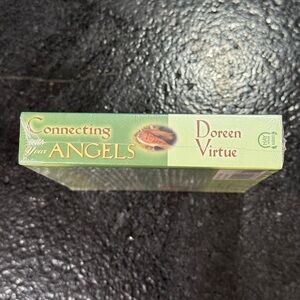 Connecting
with
Your ANGELS
Doreen
Virtue